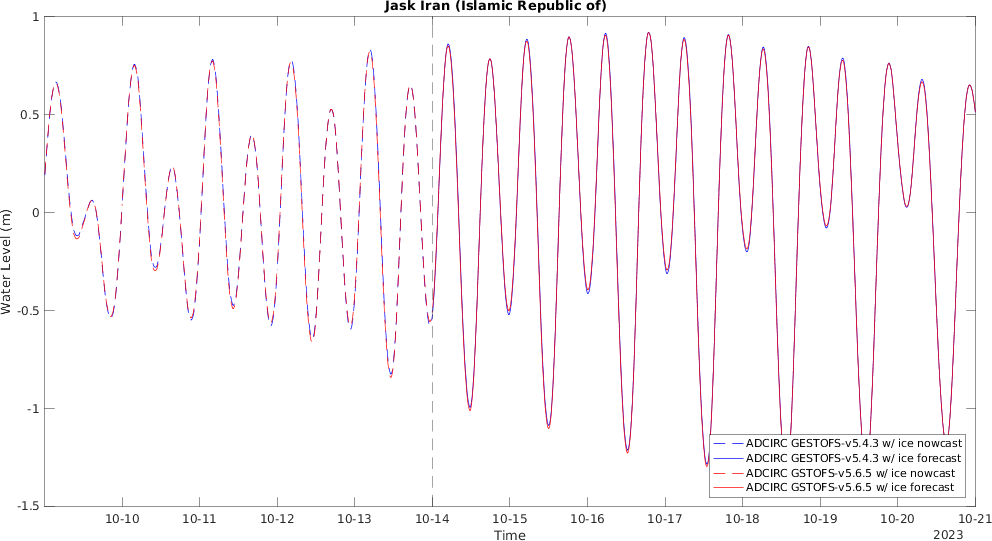 Jask Iran (Islamic Republic of)
1
0.5
0
-0.5
-1
-1.5
Water Level (m)
ADCIRC GESTOFS-v5.4.3 w/ ice nowcast
ADCIRC GESTOFS-v5.4.3 w/ ice forecast
ADCIRC GSTOFS-v5.6.5 w/ ice nowcast
ADCIRC GSTOFS-v5.6.5 w/ ice forecast
10-10 10-11 10-12 10-13 10-14 10-15 10-16 10-17 10-18 10-19 10-20 10-21
Time
2023